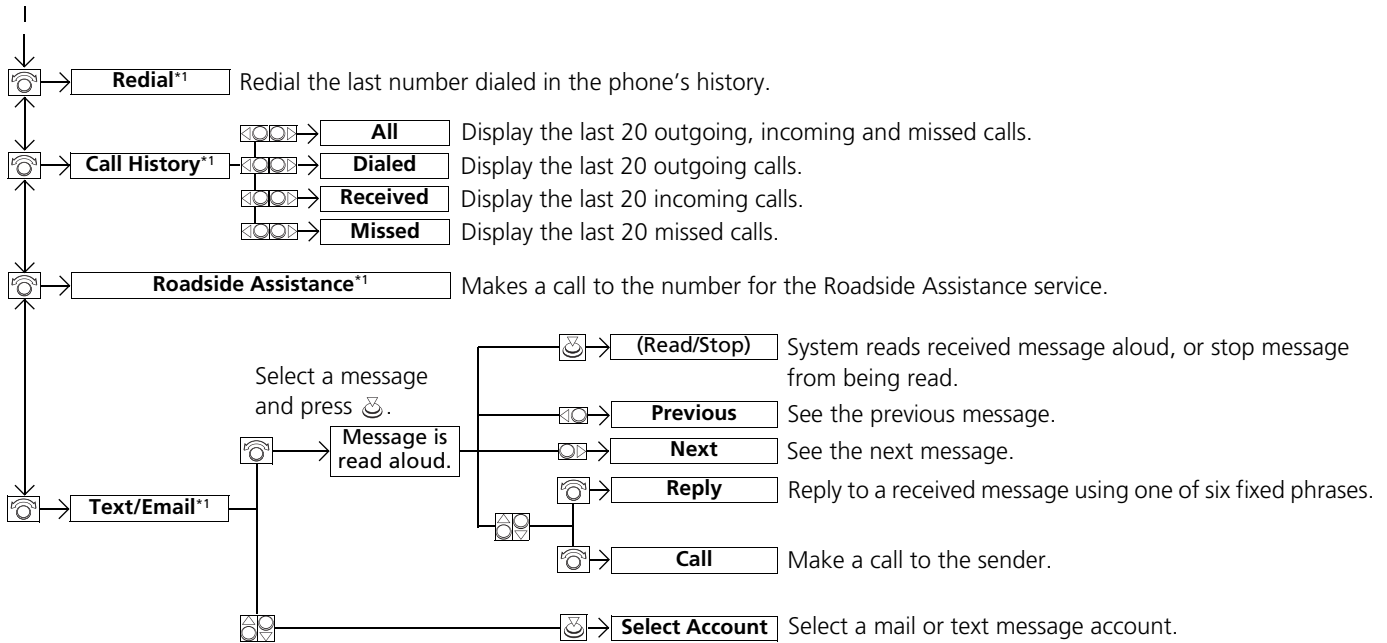 Redial*1 Redial the last number dialed in the phone's history.
All Display the last 20 outgoing, incoming and missed calls.
Call History*1 Dialed Display the last 20 outgoing calls.
Received Display the last 20 incoming calls.
Missed Display the last 20 missed calls.
Roadside Assistance*1 Makes a call to the number for the Roadside Assistance service.
(Read/Stop) System reads received message aloud, or stop message
from being read.
Select a message
and press .
Previous See the previous message.
Message is
read aloud.
Next See the next message.
Reply Reply to a received message using one of six fixed phrases.
Text/Email*1
Call Make a call to the sender.
Select Account Select a mail or text message account.